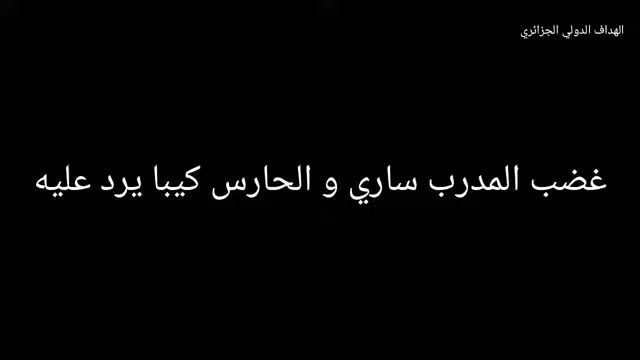 الهداف الدولي الجزائري
غضب المدرب ساري و الحارس كيبا يرد عليه